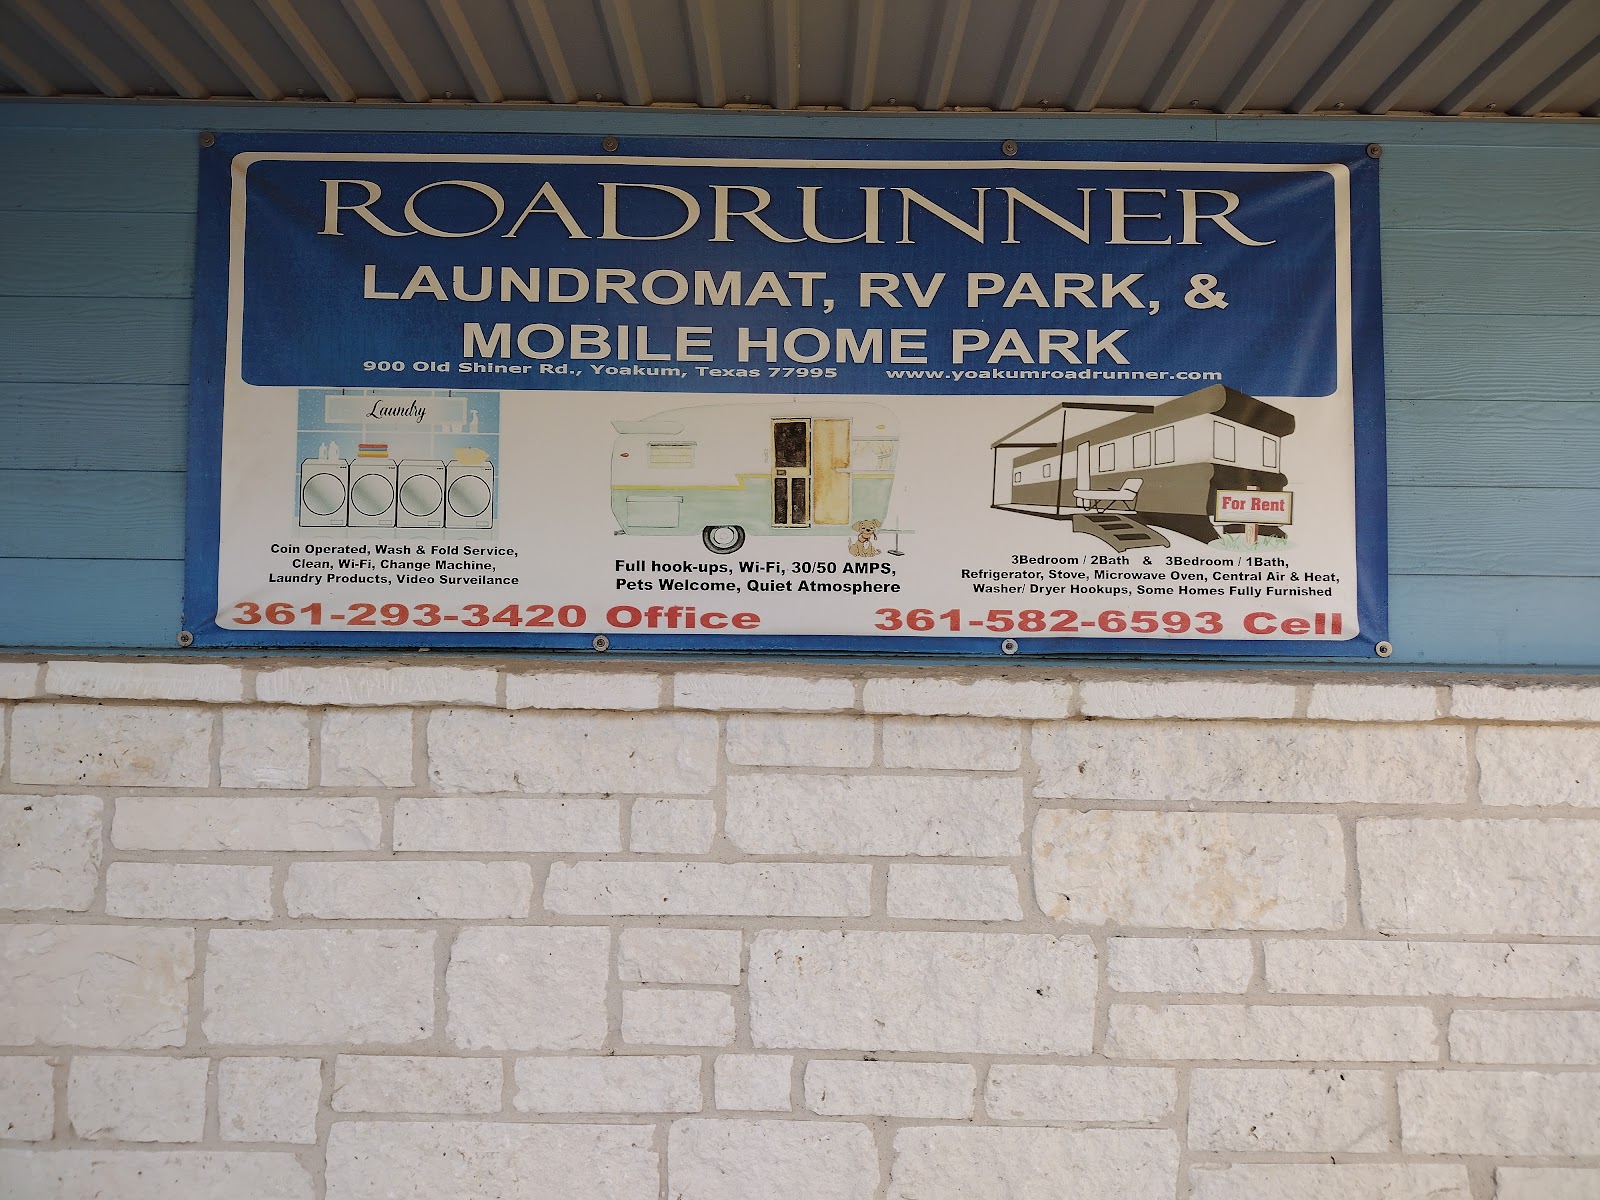 ROADRUNNER
LAUNDROMAT, RV PARK, &
MOBILE HOME PARK
900 Old Shiner Rd., Yoakum, Texas 77995 www.yoakumroadrunner.com
Laundry
Coin Operated, Wash & Fold Service,
Clean, Wi-Fi, Change Machine,
Laundry Products, Video Surveilance
Full hook-ups, Wi-Fi, 30/50 AMPS,
Pets Welcome, Quiet Atmosphere
For Rent
3Bedroom / 2Bath & 3Bedroom / 1Bath,
Refrigerator, Stove, Microwave Oven, Central Air & Heat,
Washer/ Dryer Hookups, Some Homes Fully Furnished
361-293-3420 Office 361-582-6593 Cell